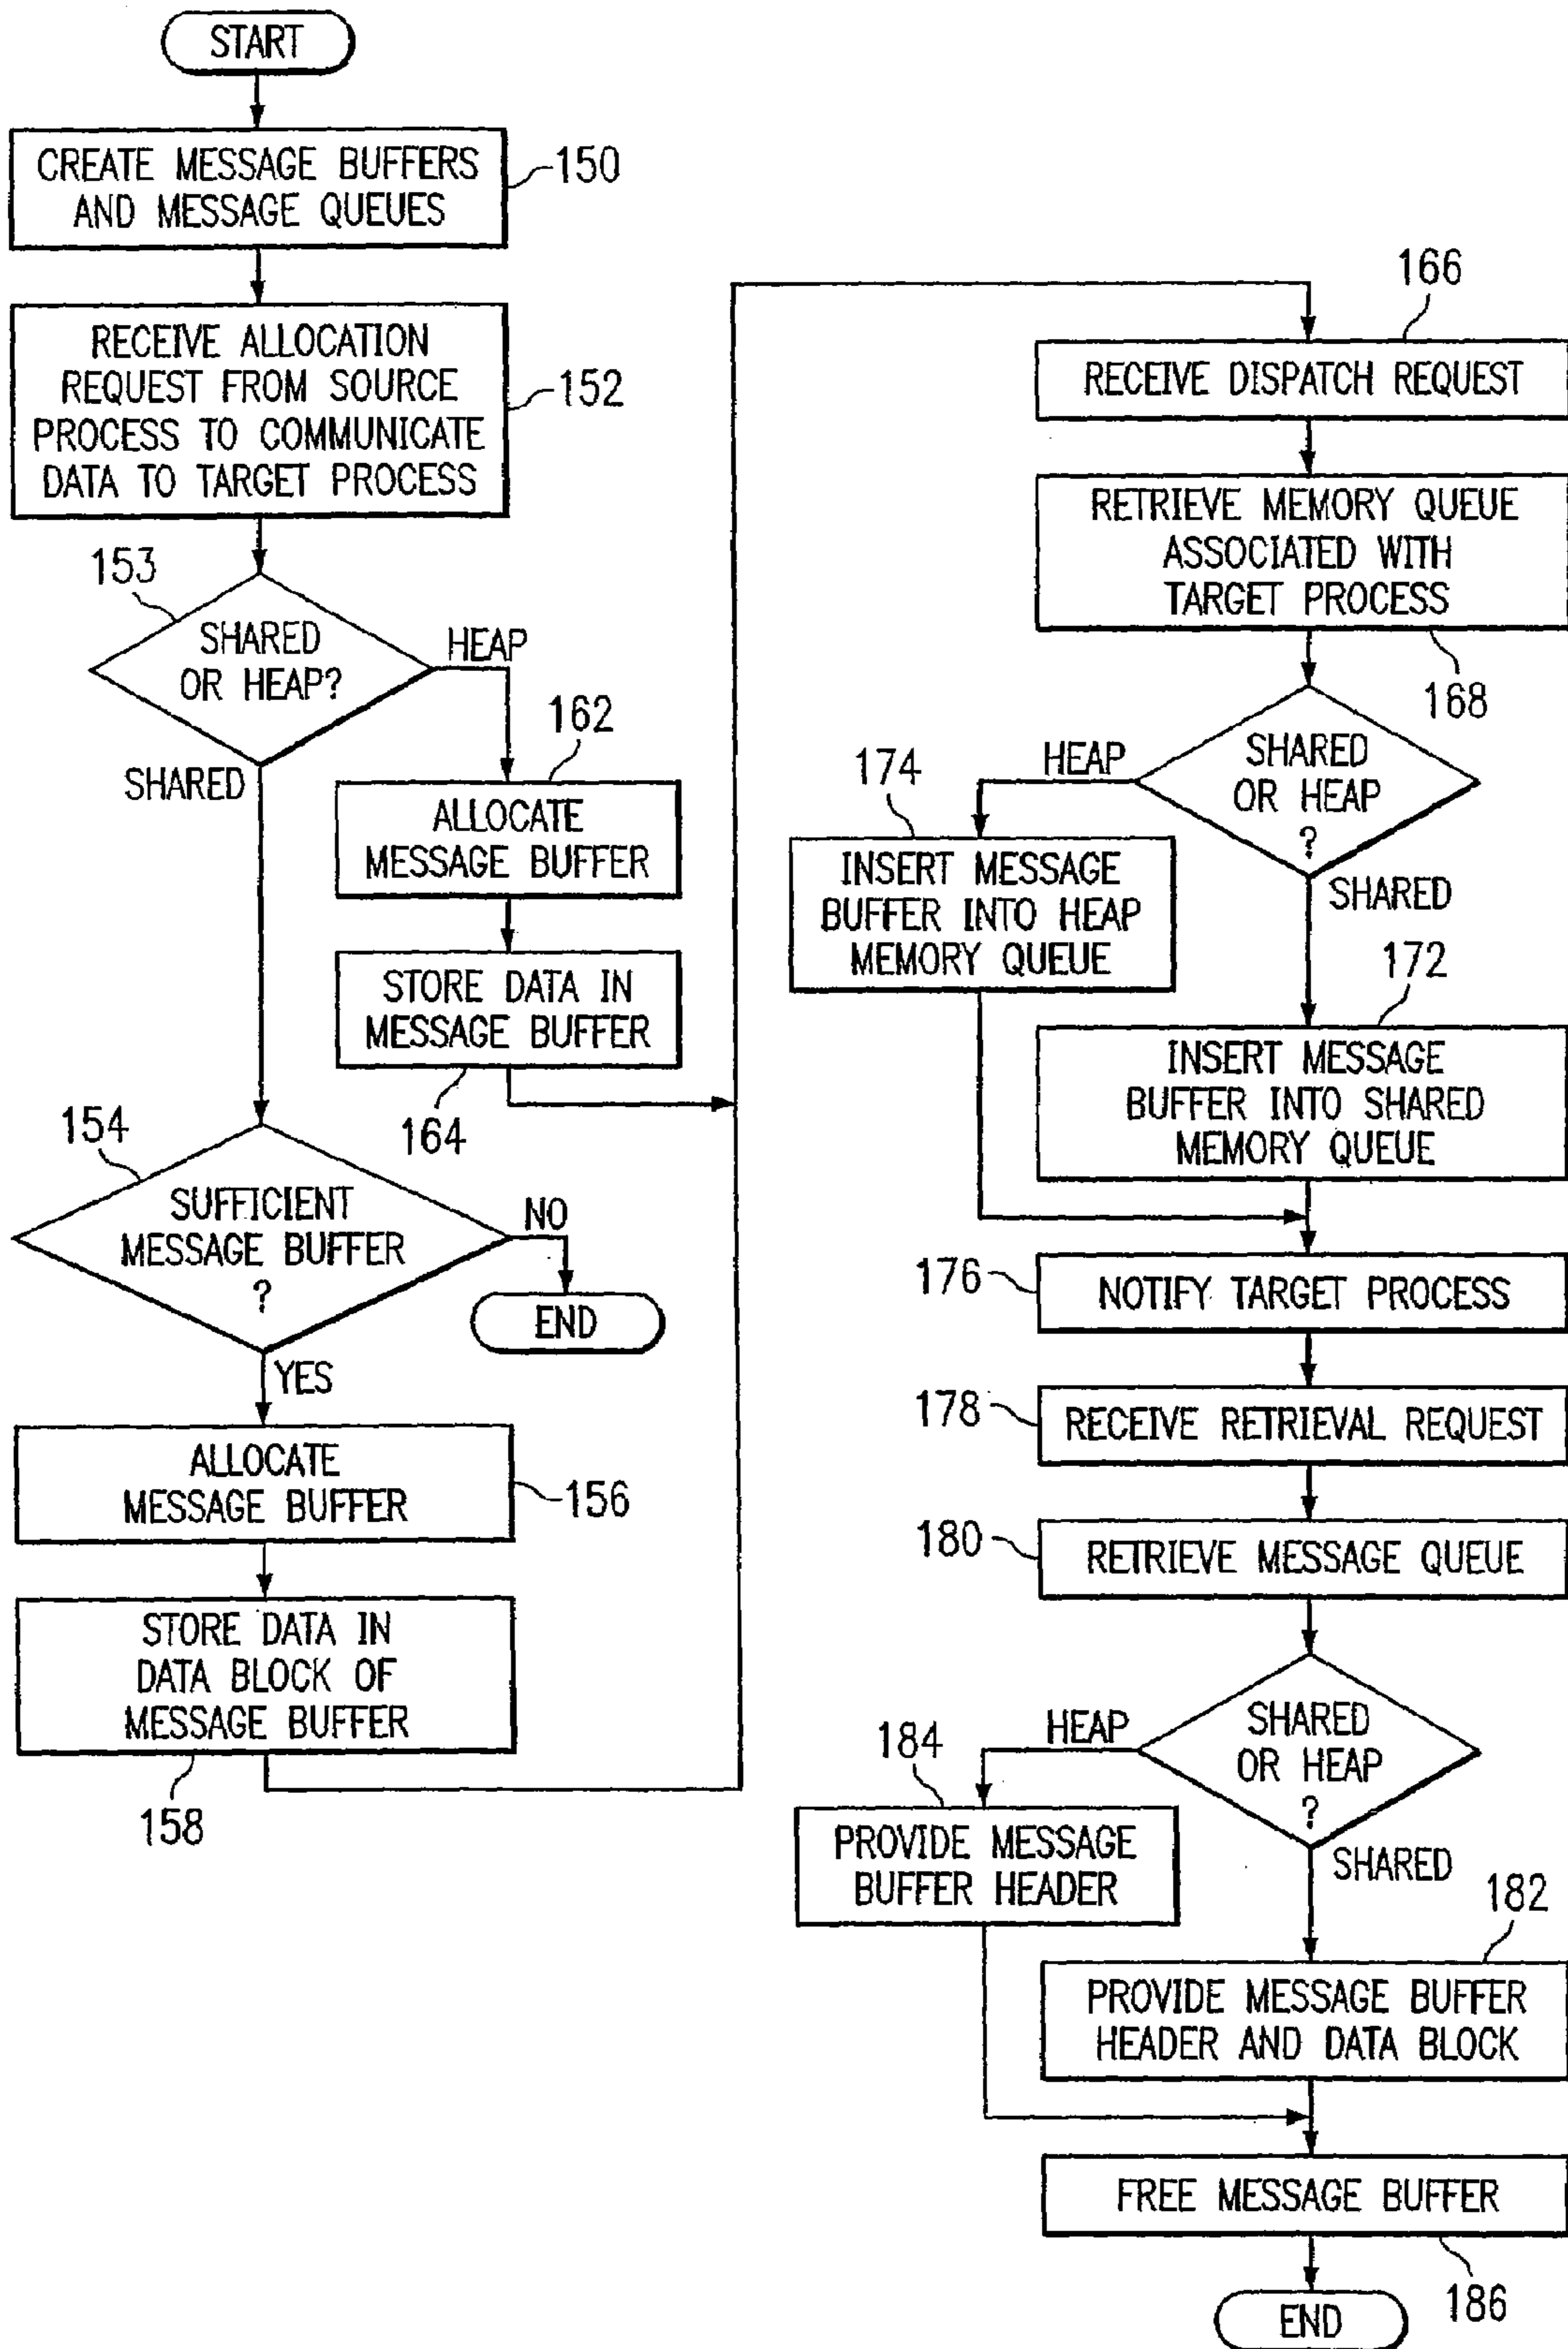 START
CREATE MESSAGE BUFFERS
AND MESSAGE QUEUES
150
RECEIVE ALLOCATION
REQUEST FROM SOURCE
PROCESS TO COMMUNICATE
DATA TO TARGET PROCESS
152
153
SHARED
OR HEAP?
HEAP
SHARED
162
ALLOCATE
MESSAGE BUFFER
STORE DATA IN
MESSAGE BUFFER
164
154
SUFFICIENT
MESSAGE BUFFER
?
NO
END
YES
ALLOCATE
MESSAGE BUFFER
156
STORE DATA IN
DATA BLOCK OF
MESSAGE BUFFER
158
166
RECEIVE DISPATCH REQUEST
RETRIEVE MEMORY QUEUE
ASSOCIATED WITH
TARGET PROCESS
168
SHARED
OR HEAP
?
HEAP
SHARED
174
INSERT MESSAGE
BUFFER INTO HEAP
MEMORY QUEUE
172
INSERT MESSAGE
BUFFER INTO SHARED
MEMORY QUEUE
176
NOTIFY TARGET PROCESS
178
RECEIVE RETRIEVAL REQUEST
180
RETRIEVE MESSAGE QUEUE
SHARED
OR HEAP
?
HEAP
SHARED
184
PROVIDE MESSAGE
BUFFER HEADER
182
PROVIDE MESSAGE BUFFER
HEADER AND DATA BLOCK
FREE MESSAGE BUFFER
186
END